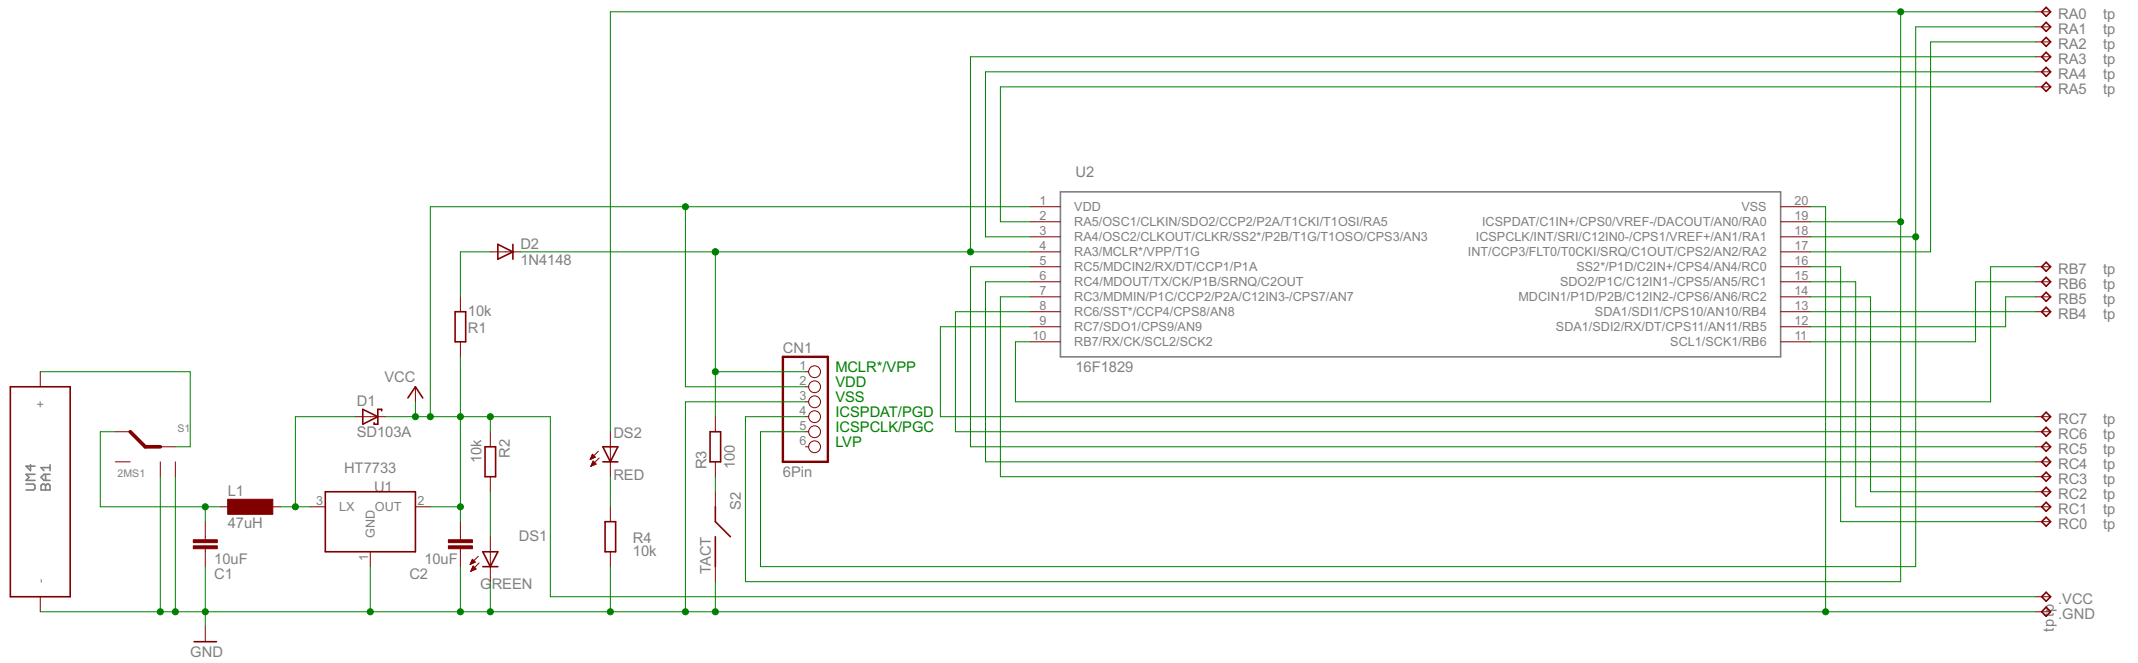 RA0 tp
RA1 tp
RA2 tp
RA3 tp
RA4 tp
RA5 tp
U2
1 VDD
2 RA5/OSC1/CLKIN/SDO2/CCP2/P2A/T1CKI/T1OSI/RA5
3 RA4/OSC2/CLKOUT/CLKR/SS2*/P2B/T1G/T1OSO/CPS3/AN3
4 RA3/MCLR*/VPP/T1G
5 RC5/MDCIN2/RX/DT/CCP1/P1A
6 RC4/MDOUT/TX/CK/P1B/SRNQ/C2OUT
7 RC3/MDMIN/P1C/CCP2/P2A/C12IN3-/CPS7/AN7
8 RC6/SST*/CCP4/CPS8/AN8
9 RC7/SDO1/CPS9/AN9
10 RB7/RX/CK/SCL2/SCK2
VSS 20
ICSPDAT/C1IN+/CPS0/VREF-/DACOUT/AN0/RA0 19
ICSPCLK/INT/SRI/C12IN0-/CPS1/VREF+/AN1/RA1 18
INT/CCP3/FLT0/T0CKI/SRQ/C1OUT/CPS2/AN2/RA2 17
SS2*/P1D/C2IN+/CPS4/AN4/RC0 16
SDO2/P1C/C12IN1-/CPS5/AN5/RC1 15
MDCIN1/P1D/P2B/C12IN2-/CPS6/AN6/RC2 14
SDA1/SDI1/CPS10/AN10/RB4 13
SDA1/SDI2/RX/DT/CPS11/AN11/RB5 12
SCL1/SCK1/RB6 11
16F1829
RB7 tp
RB6 tp
RB5 tp
RB4 tp
D2
1N4148
10k
R1
VCC
D1
SD103A
CN1
1 MCLR*/VPP
2 VDD
3 VSS
4 ICSPDAT/PGD
5 ICSPCLK/PGC
6 LVP
6Pin
RC7 tp
RC6 tp
RC5 tp
RC4 tp
RC3 tp
RC2 tp
RC1 tp
RC0 tp
+
UM4
BA1
-
S1
2MS1
L1
47uH
10uF
C1
HT7733
U1
3 LX
OUT 2
GND
1
10k
R2
10uF
C2
DS1
GREEN
DS2
RED
R4
10k
R3
100
S2
TACT
.VCC
.GND
tp
tp
GND